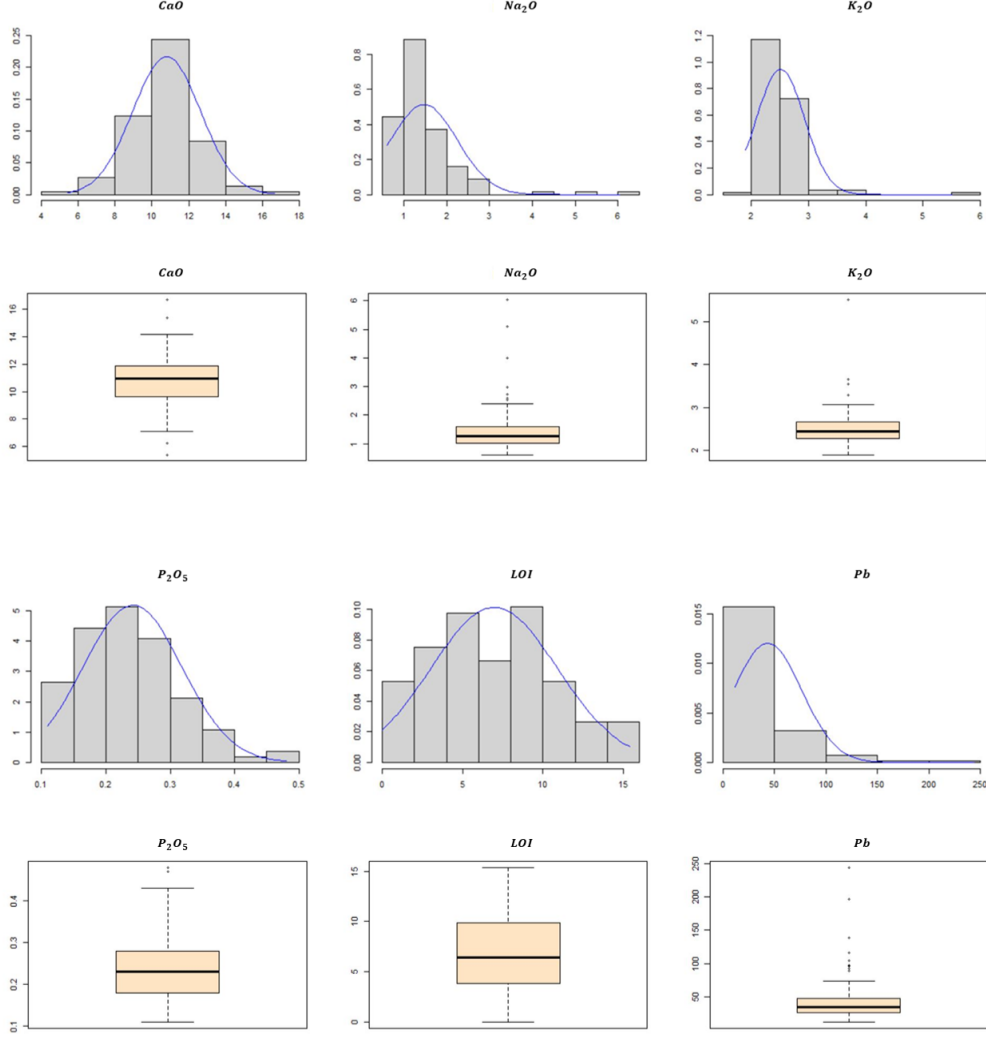 CaO
Na₂O
K₂O
0.00 0.05 0.10 0.15 0.20 0.25
4 6 8 10 12 14 16 18
0.0 0.2 0.4 0.6 0.8
1 2 3 4 5 6
0.0 0.2 0.4 0.6 0.8 1.0 1.2
2 3 4 5 6
CaO
Na₂O
K₂O
6 8 10 12 14 16
1 2 3 4 5 6
2 3 4 5
P₂O₅
LOI
Pb
0 1 2 3 4 5
0.1 0.2 0.3 0.4 0.5
0.00 0.02 0.04 0.06 0.08 0.10
0 5 10 15
0.000 0.005 0.010 0.015
0 50 100 150 200 250
P₂O₅
LOI
Pb
0.1 0.2 0.3 0.4
0 5 10 15
50 100 150 200 250